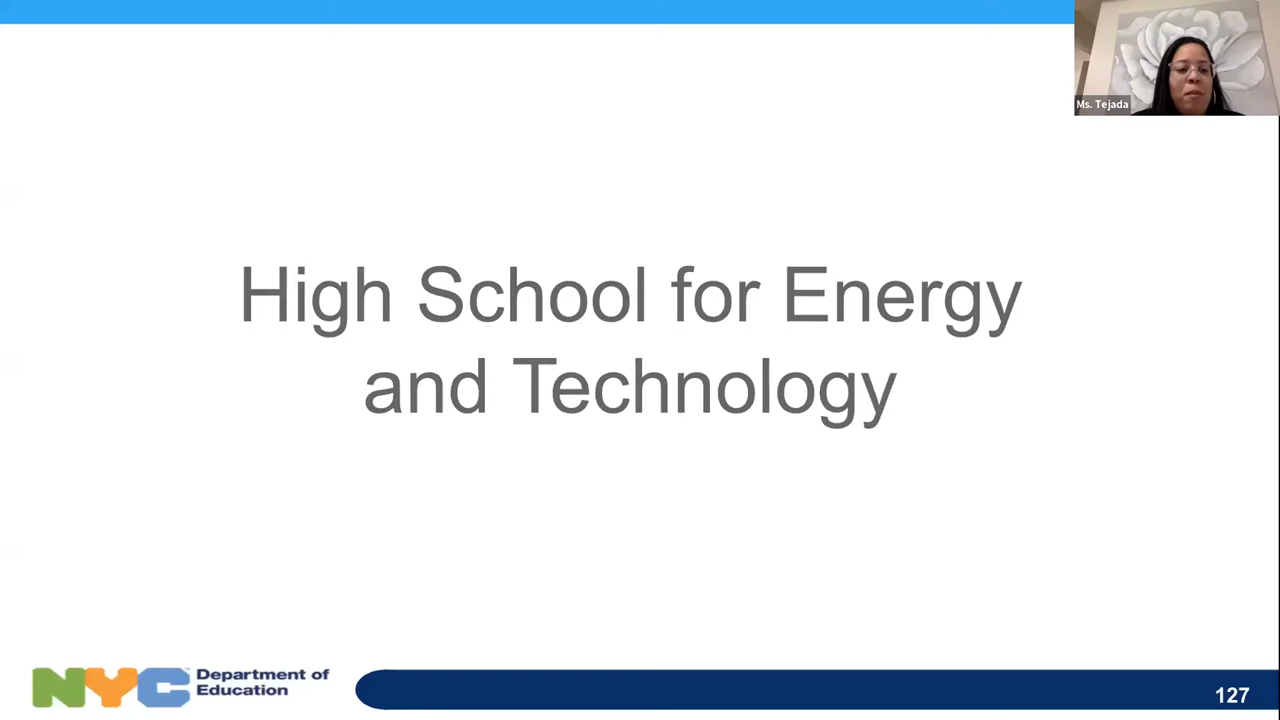 Ms. Tejada
High School for Energy
and Technology
NYC Department of
Education
127